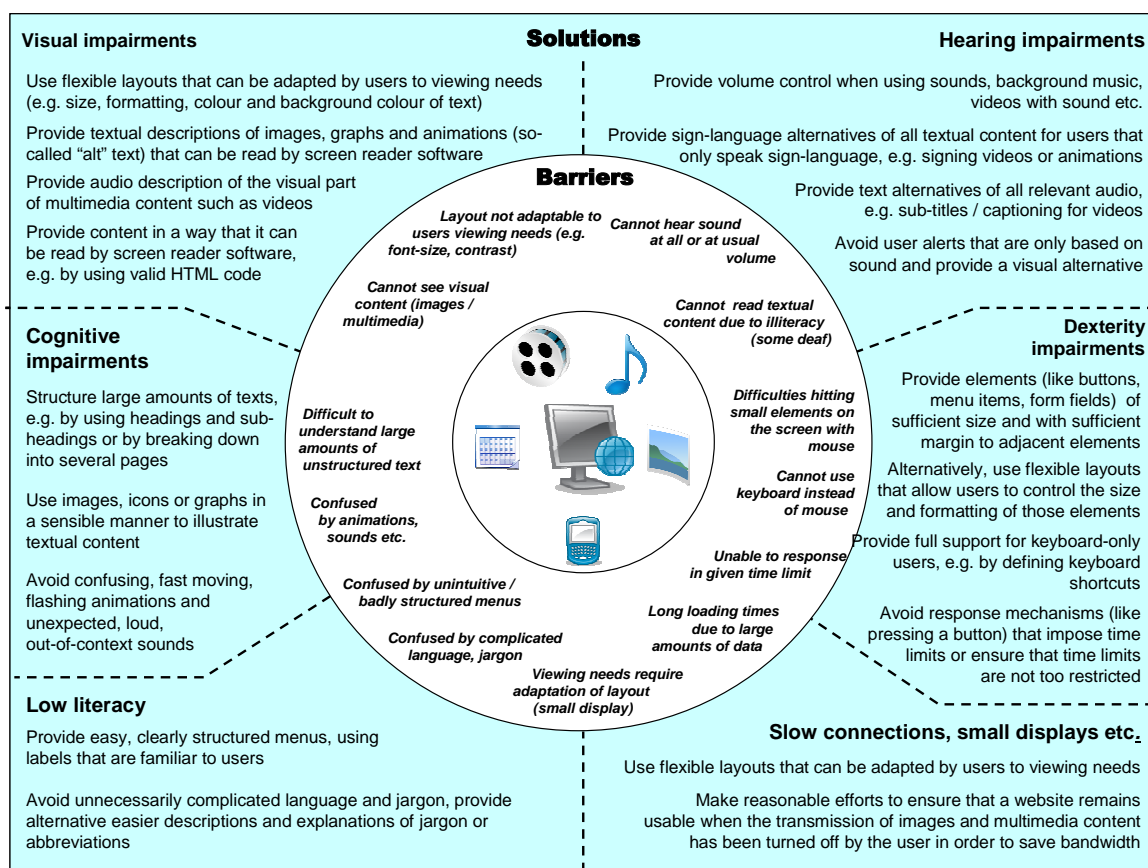 Solutions
Visual impairments
Use flexible layouts that can be adapted by users to viewing needs
(e.g. size, formatting, colour and background colour of text)
Provide textual descriptions of images, graphs and animations (so-
called “alt” text) that can be read by screen reader software
Provide audio description of the visual part
of multimedia content such as videos
Provide content in a way that it can
be read by screen reader software,
e.g. by using valid HTML code
Hearing impairments
Provide volume control when using sounds, background music,
videos with sound etc.
Provide sign-language alternatives of all textual content for users that
only speak sign-language, e.g. signing videos or animations
Provide text alternatives of all relevant audio,
e.g. sub-titles / captioning for videos
Avoid user alerts that are only based on
sound and provide a visual alternative
Barriers
Layout not adaptable to
users viewing needs (e.g.
font-size, contrast)
Cannot see visual
content (images /
multimedia)
Cannot hear sound
at all or at usual
volume
Cannot read textual
content due to illiteracy
(some deaf)
Difficult to
understand large
amounts of
unstructured text
Confused
by animations,
sounds etc.
Difficulties hitting
small elements on
the screen with
mouse
Cannot use
keyboard instead
of mouse
Unable to response
in given time limit
Confused by unintuitive /
badly structured menus
Confused by complicated
language, jargon
Long loading times
due to large
amounts of data
Viewing needs require
adaptation of layout
(small display)
Cognitive
impairments
Structure large amounts of texts,
e.g. by using headings and sub-
headings or by breaking down
into several pages
Use images, icons or graphs in
a sensible manner to illustrate
textual content
Avoid confusing, fast moving,
flashing animations and
unexpected, loud,
out-of-context sounds
Dexterity
impairments
Provide elements (like buttons,
menu items, form fields) of
sufficient size and with sufficient
margin to adjacent elements
Alternatively, use flexible layouts
that allow users to control the size
and formatting of those elements
Provide full support for keyboard-only
users, e.g. by defining keyboard
shortcuts
Avoid response mechanisms (like
pressing a button) that impose time
limits or ensure that time limits
are not too restricted
Low literacy
Provide easy, clearly structured menus, using
labels that are familiar to users
Avoid unnecessarily complicated language and jargon, provide
alternative easier descriptions and explanations of jargon or
abbreviations
Slow connections, small displays etc.
Use flexible layouts that can be adapted by users to viewing needs
Make reasonable efforts to ensure that a website remains
usable when the transmission of images and multimedia content
has been turned off by the user in order to save bandwidth